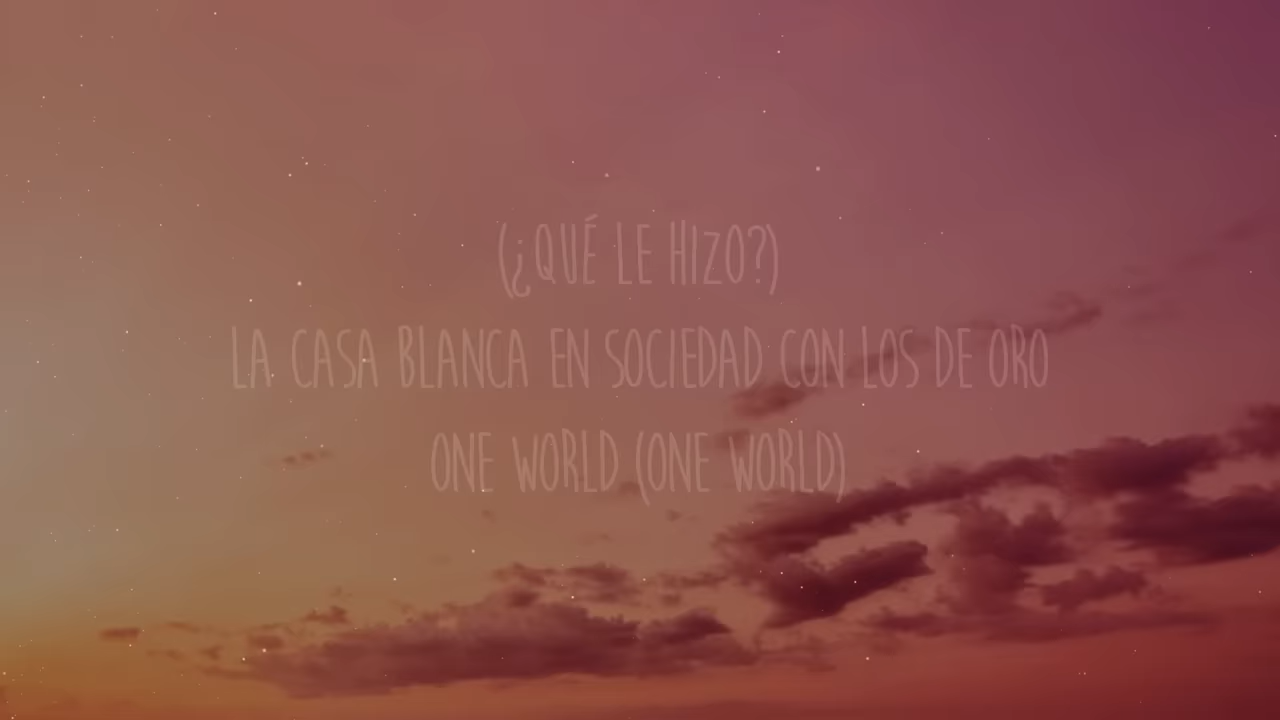 (¿QUÉ LE HIZO?)
LA CASA BLANCA EN SOCIEDAD CON LOS DE ORO
ONE WORLD (ONE WORLD)